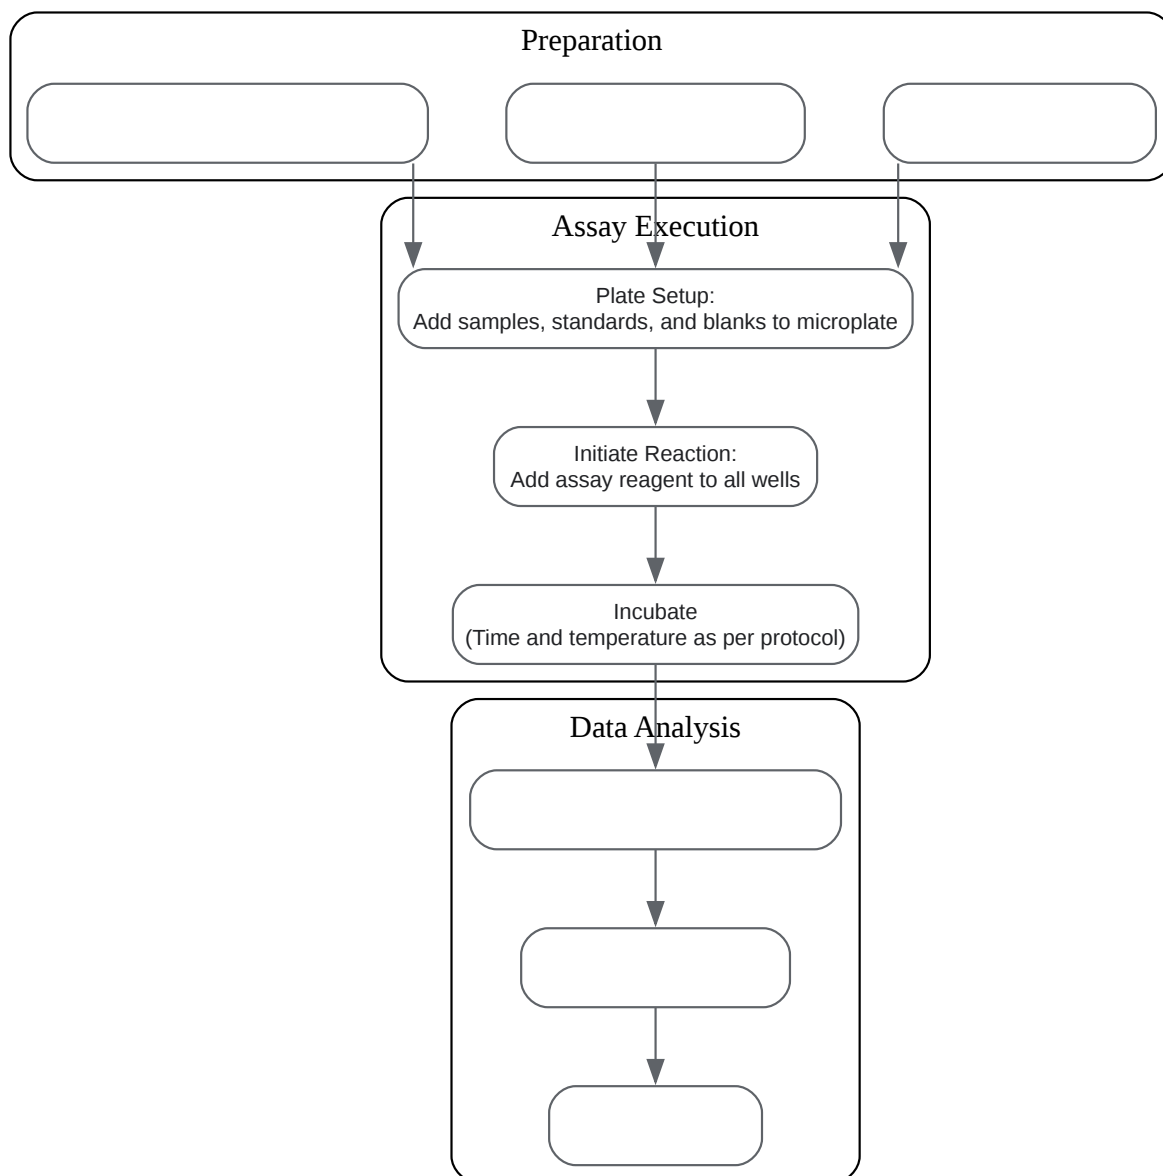 Preparation
Assay Execution
Plate Setup:
Add samples, standards, and blanks to microplate
Initiate Reaction:
Add assay reagent to all wells
Incubate
(Time and temperature as per protocol)
Data Analysis